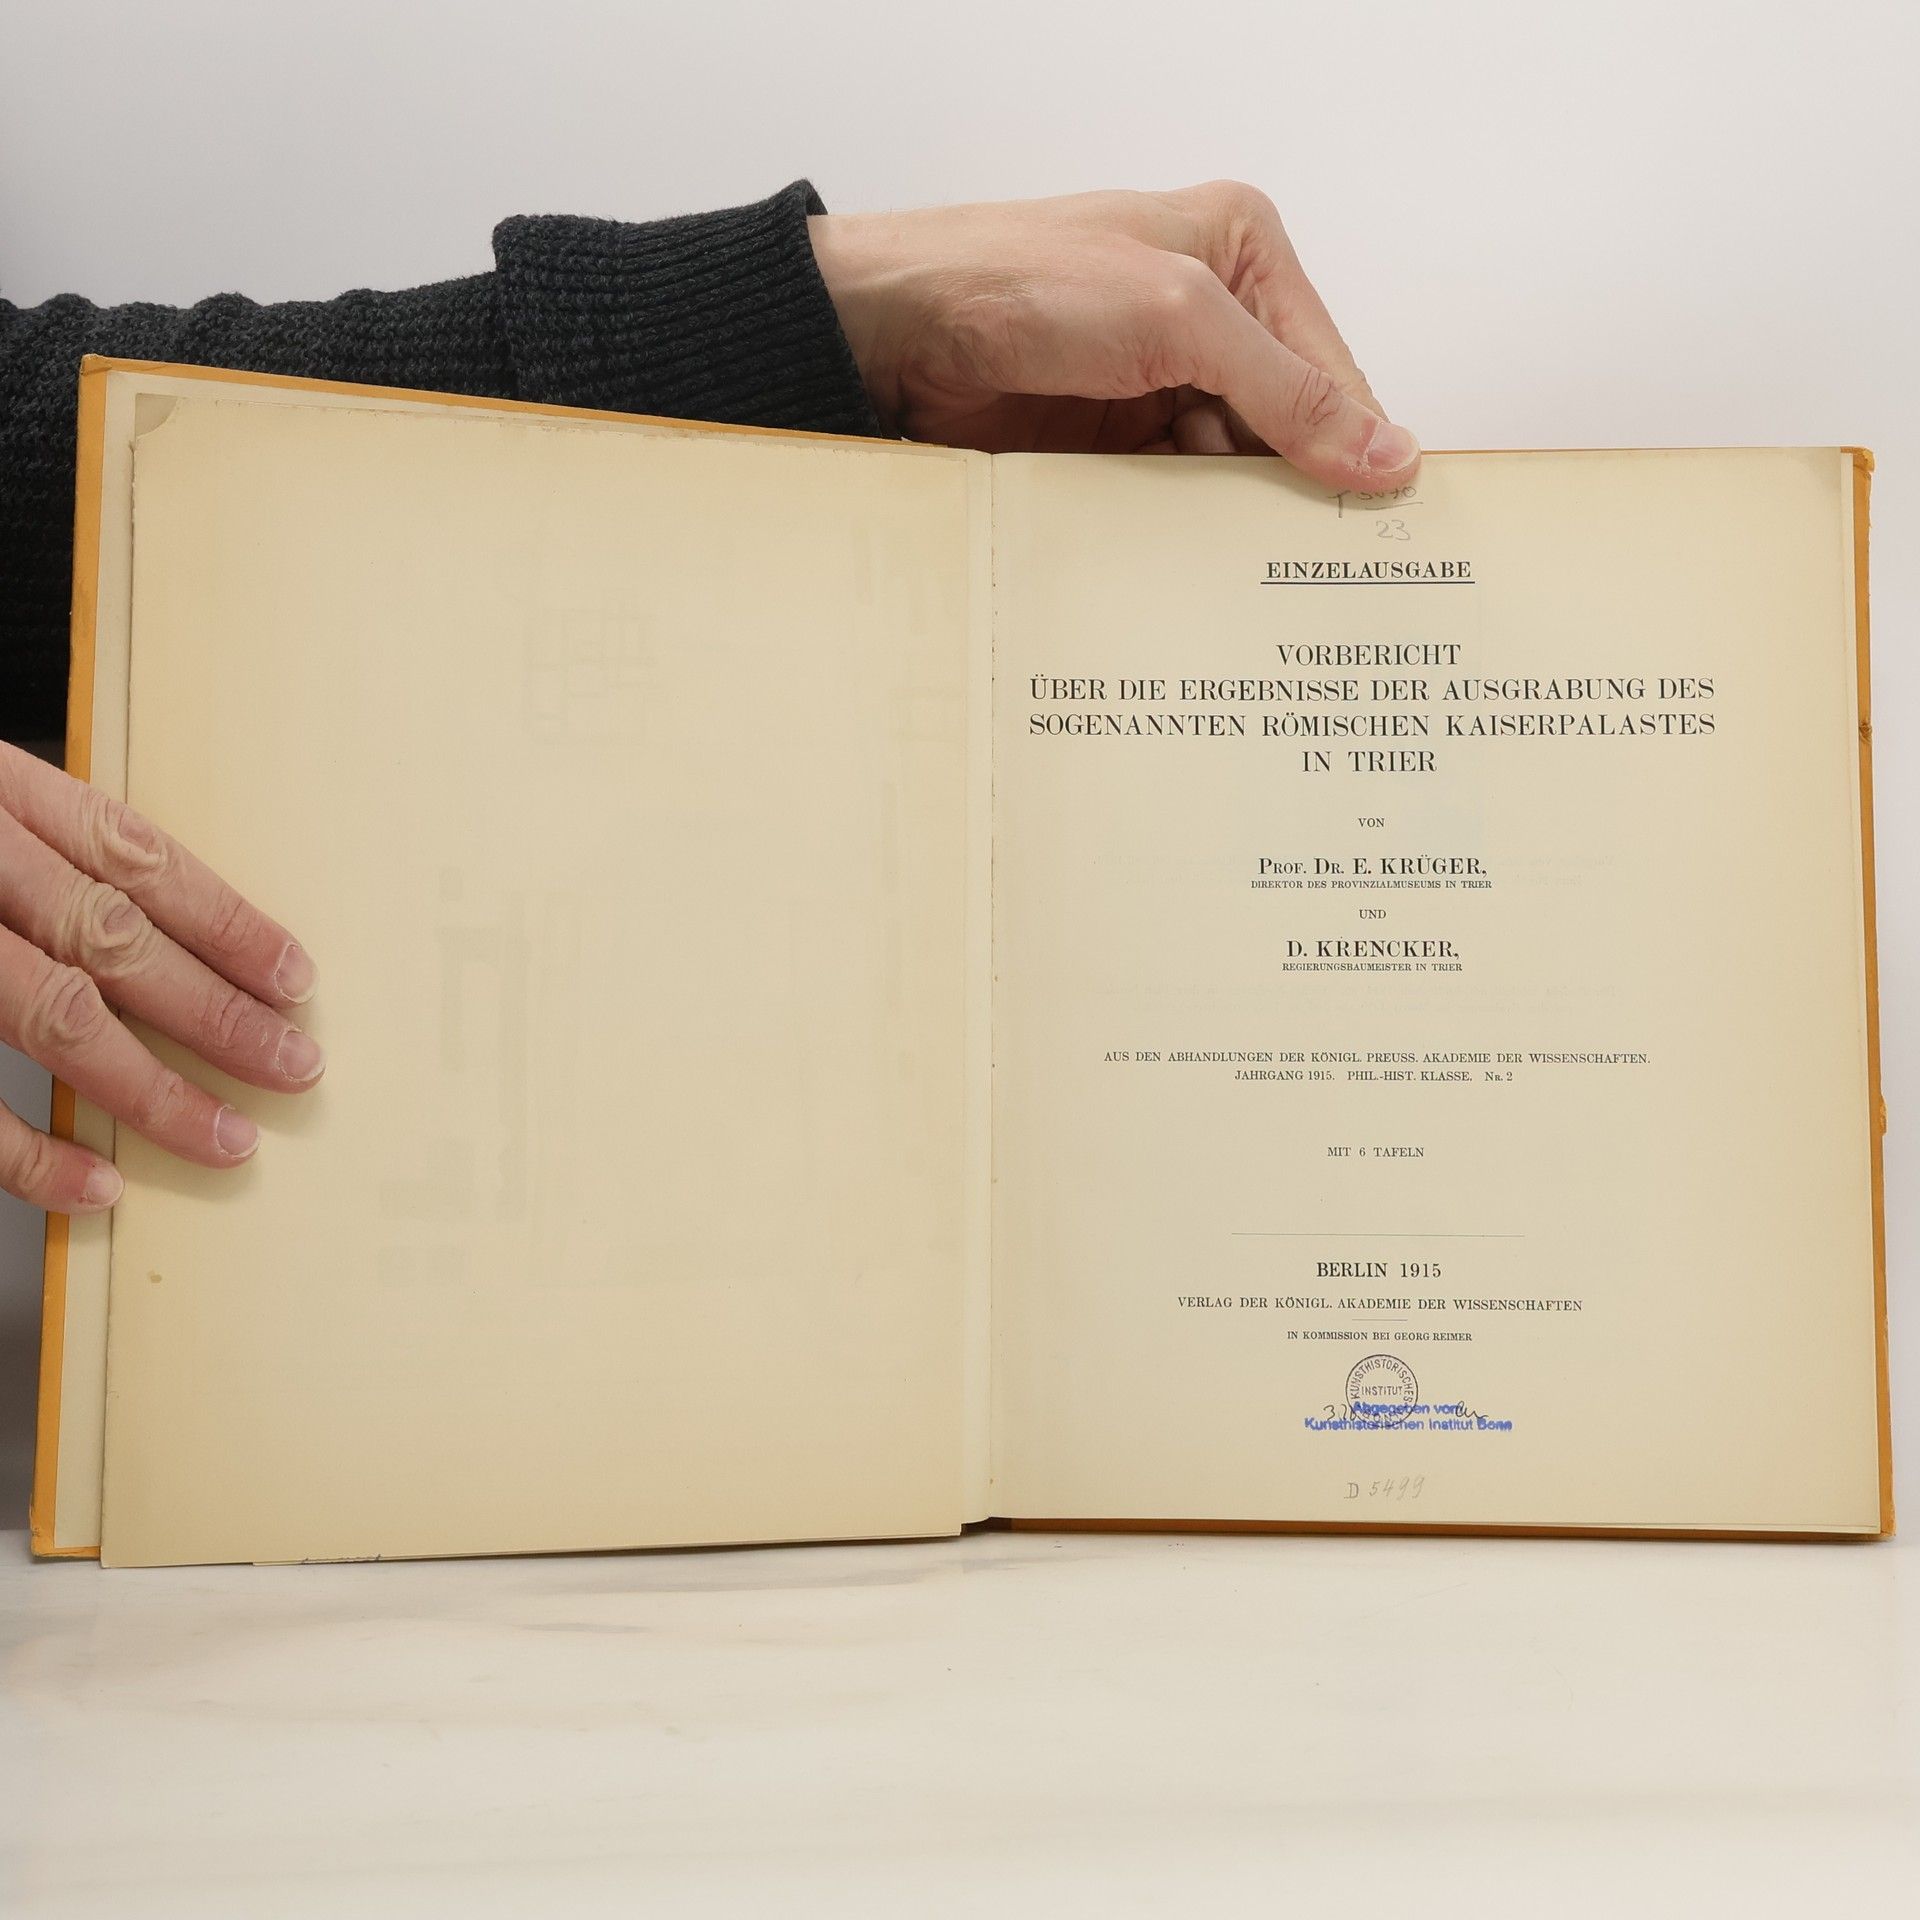 23
EINZELAUSGABE
VORBERICHT
ÜBER DIE ERGEBNISSE DER AUSGRABUNG DES
SOGENANNTEN RÖMISCHEN KAISERPALASTES
IN TRIER
VON
PROF. DR. E. KRÜGER,
DIREKTOR DES PROVINZIALMUSEUMS IN TRIER
UND
D. KRENCKER,
REGIERUNGSBAUMEISTER IN TRIER
AUS DEN ABHANDLUNGEN DER KÖNIGL. PREUSS. AKADEMIE DER WISSENSCHAFTEN.
JAHRGANG 1915. PHIL.-HIST. KLASSE. NR. 2
MIT 6 TAFELN
BERLIN 1915
VERLAG DER KÖNIGL. AKADEMIE DER WISSENSCHAFTEN
IN KOMMISSION BEI GEORG REIMER
KUNSTHISTORISCHES
INSTITUT
BONN
Abgegeben vom
Kunsthistorischen Institut Bonn
D 5499